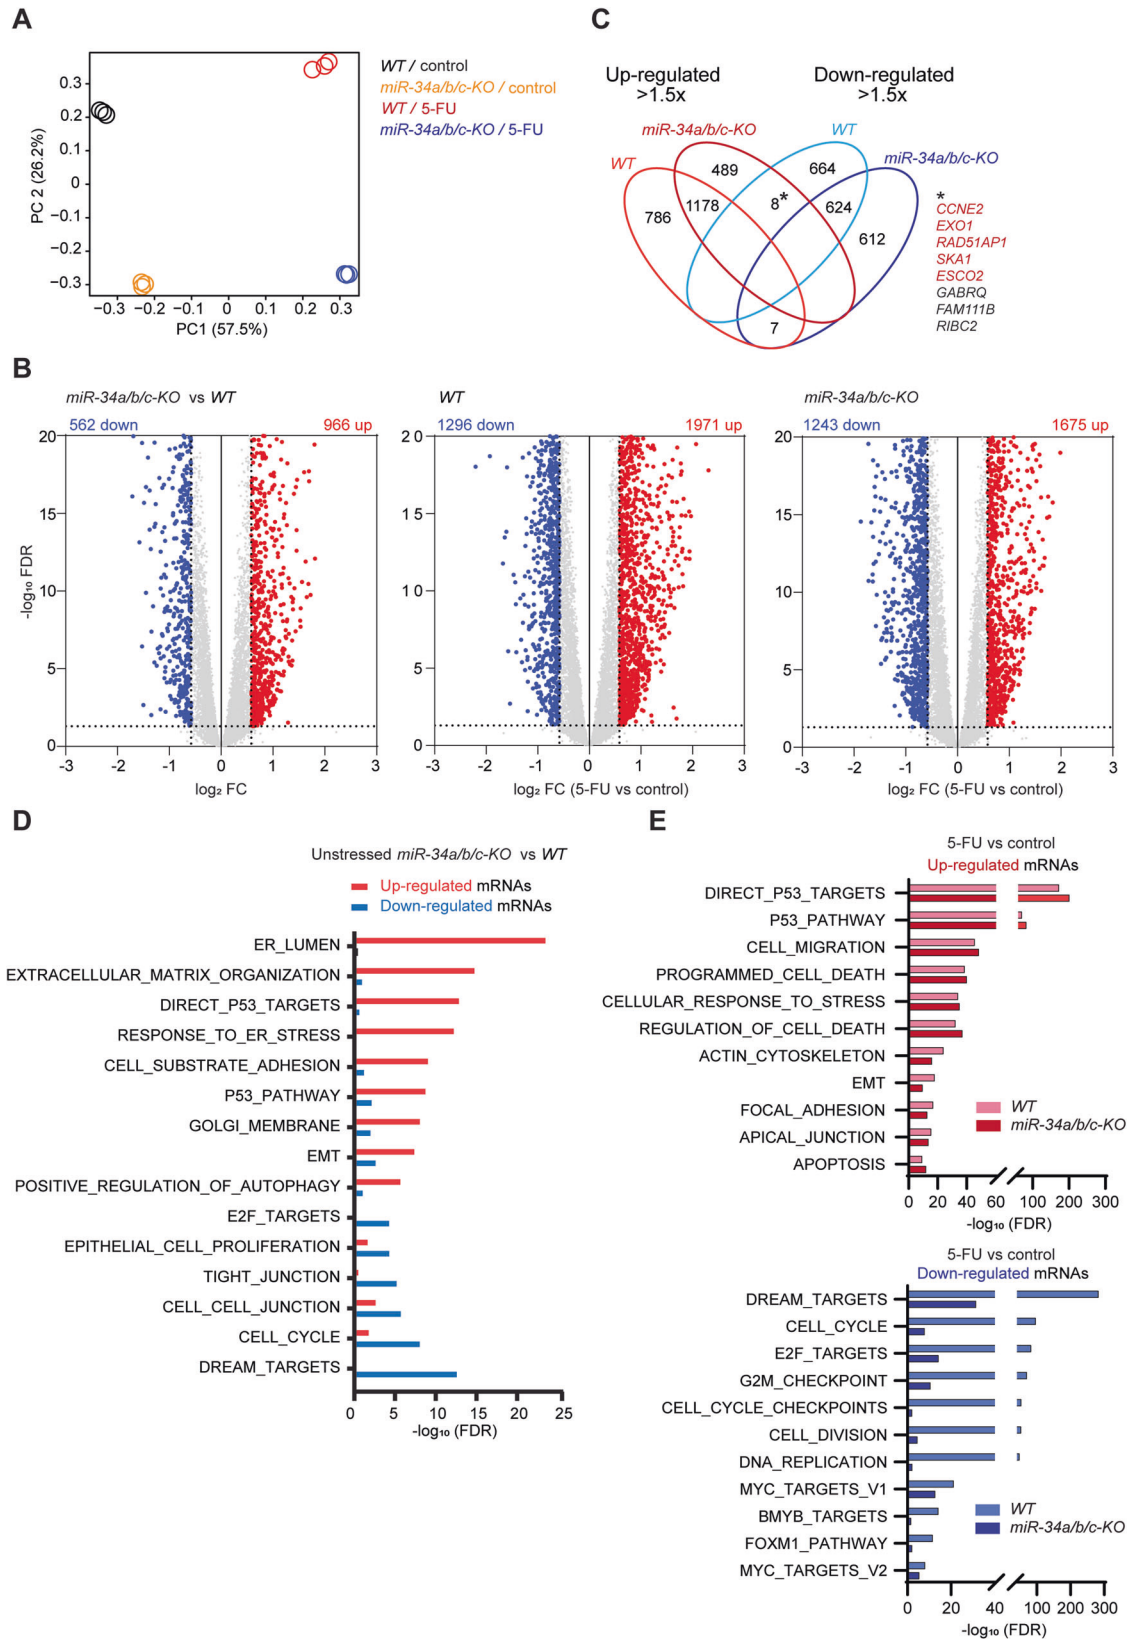 A
WT / control
miR-34a/b/c-KO / control
WT / 5-FU
miR-34a/b/c-KO / 5-FU
PC 2 (26.2%)
0.3
0.2
0.1
0
−0.1
−0.2
−0.3
−0.3 −0.2 −0.1 0 0.1 0.2 0.3
PC1 (57.5%)
C
Up-regulated
>1.5x
Down-regulated
>1.5x
miR-34a/b/c-KO
WT
WT
miR-34a/b/c-KO
489
664
786
1178
8*
624
612
7
*
CCNE2
EXO1
RAD51AP1
SKA1
ESCO2
GABRQ
FAM111B
RIBC2
B
miR-34a/b/c-KO vs WT
562 down
966 up
-log₁₀ FDR
20
15
10
5
0
-3 -2 -1 0 1 2 3
log₂ FC
WT
1296 down
1971 up
20
15
10
5
0
-3 -2 -1 0 1 2 3
log₂ FC (5-FU vs control)
miR-34a/b/c-KO
1243 down
1675 up
20
15
10
5
0
-3 -2 -1 0 1 2 3
log₂ FC (5-FU vs control)
D
Unstressed miR-34a/b/c-KO vs WT
Up-regulated mRNAs
Down-regulated mRNAs
ER_LUMEN
EXTRACELLULAR_MATRIX_ORGANIZATION
DIRECT_P53_TARGETS
RESPONSE_TO_ER_STRESS
CELL_SUBSTRATE_ADHESION
P53_PATHWAY
GOLGI_MEMBRANE
EMT
POSITIVE_REGULATION_OF_AUTOPHAGY
E2F_TARGETS
EPITHELIAL_CELL_PROLIFERATION
TIGHT_JUNCTION
CELL_CELL_JUNCTION
CELL_CYCLE
DREAM_TARGETS
0 5 10 15 20 25
-log₁₀ (FDR)
E
5-FU vs control
Up-regulated mRNAs
DIRECT_P53_TARGETS
P53_PATHWAY
CELL_MIGRATION
PROGRAMMED_CELL_DEATH
CELLULAR_RESPONSE_TO_STRESS
REGULATION_OF_CELL_DEATH
ACTIN_CYTOSKELETON
EMT
FOCAL_ADHESION
APICAL_JUNCTION
APOPTOSIS
WT
miR-34a/b/c-KO
0 20 40 60 100 200 300
-log₁₀ (FDR)
5-FU vs control
Down-regulated mRNAs
DREAM_TARGETS
CELL_CYCLE
E2F_TARGETS
G2M_CHECKPOINT
CELL_CYCLE_CHECKPOINTS
CELL_DIVISION
DNA_REPLICATION
MYC_TARGETS_V1
BMYB_TARGETS
FOXM1_PATHWAY
MYC_TARGETS_V2
WT
miR-34a/b/c-KO
0 20 40 100 200 300
-log₁₀ (FDR)